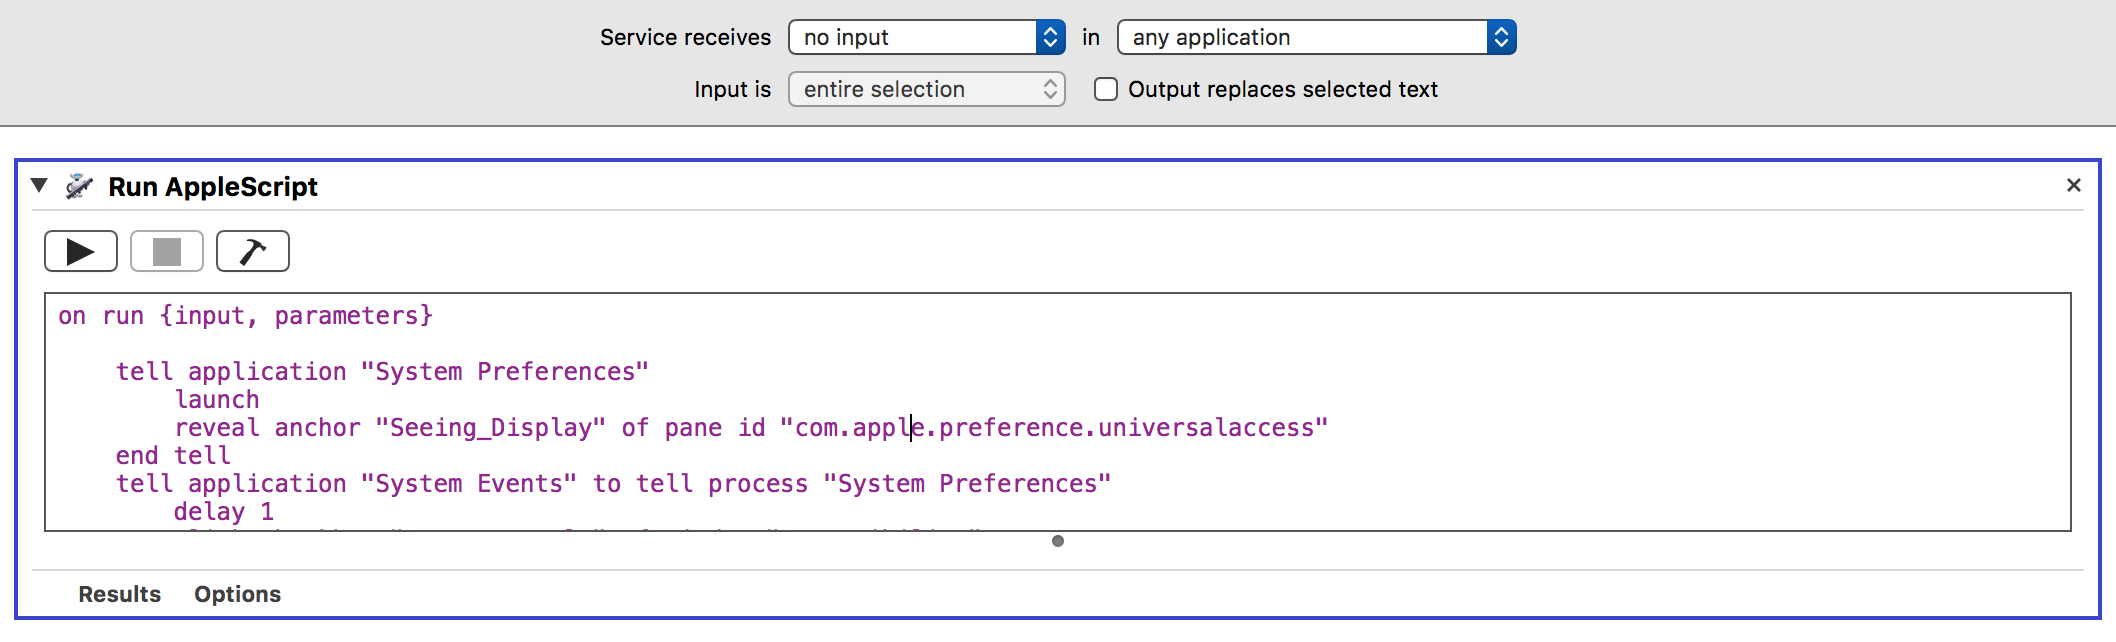 Service receives no input in any application
Input is entire selection Output replaces selected text
Run AppleScript
on run {input, parameters}
tell application "System Preferences"
launch
reveal anchor "Seeing_Display" of pane id "com.apple.preference.universalaccess"
end tell
tell application "System Events" to tell process "System Preferences"
delay 1
Results Options